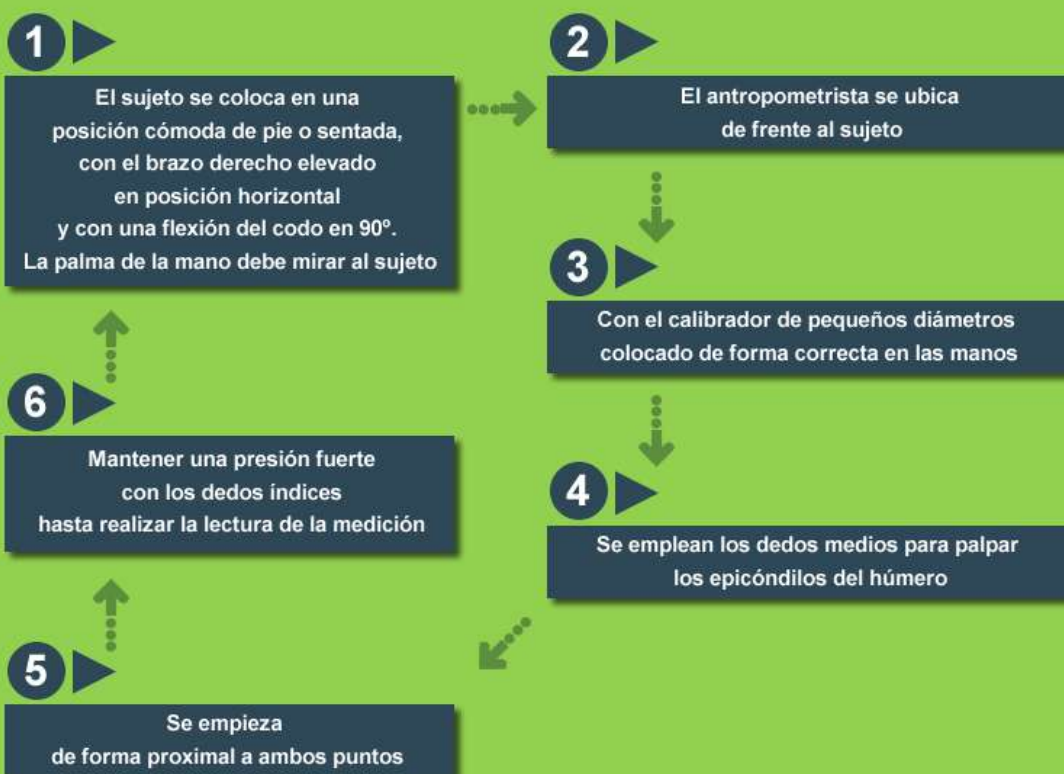 1
El sujeto se coloca en una
posición cómoda de pie o sentada,
con el brazo derecho elevado
en posición horizontal
y con una flexión del codo en 90º.
La palma de la mano debe mirar al sujeto
2
El antropometrista se ubica
de frente al sujeto
3
Con el calibrador de pequeños diámetros
colocado de forma correcta en las manos
4
Se emplean los dedos medios para palpar
los epicóndilos del húmero
5
Se empieza
de forma proximal a ambos puntos
6
Mantener una presión fuerte
con los dedos índices
hasta realizar la lectura de la medición